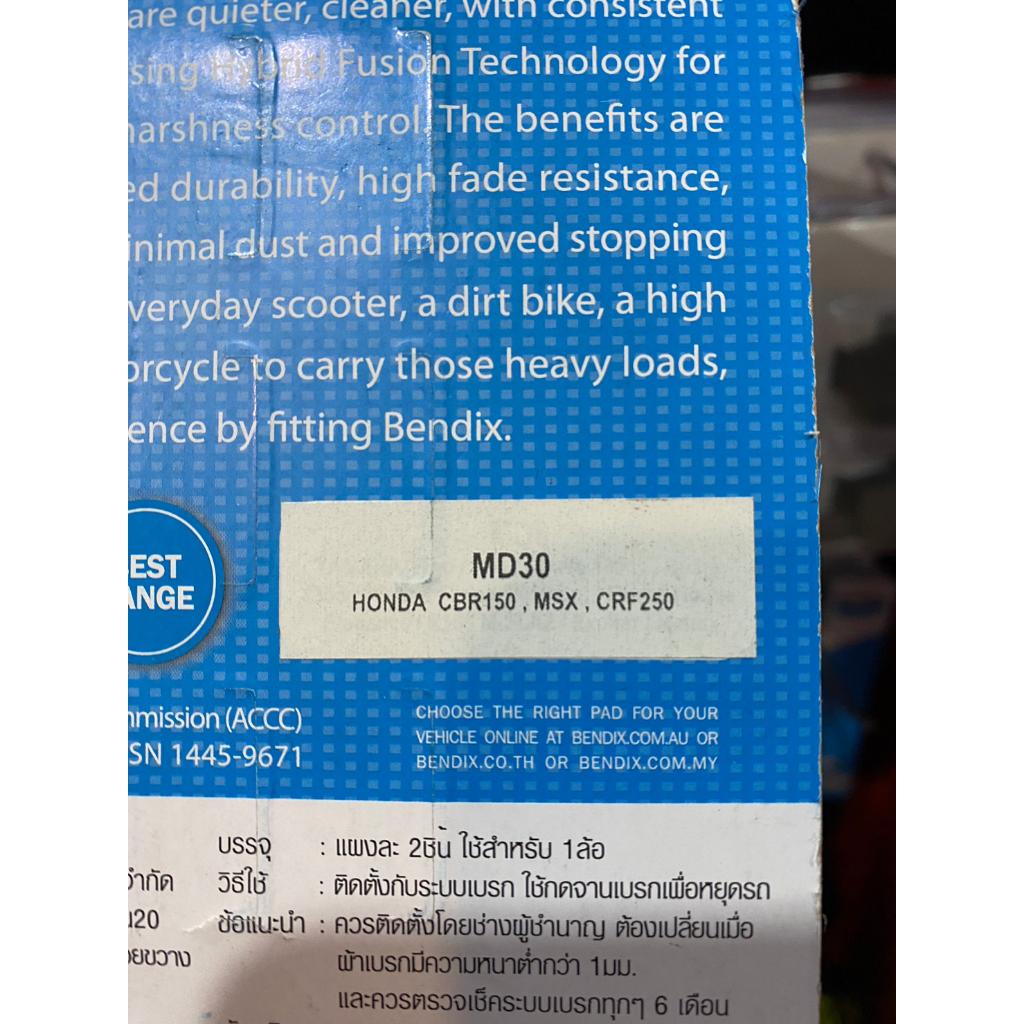 are quieter, cleaner, with consistent
sing Hybrid Fusion Technology for
harshness control. The benefits are
ed durability, high fade resistance,
inimal dust and improved stopping
veryday scooter, a dirt bike, a high
orcycle to carry those heavy loads,
ence by fitting Bendix.
EST
ANGE
MD30
HONDA CBR150 , MSX , CRF250
mmission (ACCC)
SN 1445-9671
CHOOSE THE RIGHT PAD FOR YOUR
VEHICLE ONLINE AT BENDIX.COM.AU OR
BENDIX.CO.TH OR BENDIX.COM.MY
บรรจุ : แผงละ 2ชิ้น ใช้สำหรับ 1ล้อ
จำกัด วิธีใช้ : ติดตั้งกับระบบเบรก ใช้กดจานเบรกเพื่อหยุดรถ
ข้อแนะนำ : ควรติดตั้งโดยช่างผู้ชำนาญ ต้องเปลี่ยนเมื่อ
ผ้าเบรกมีความหนาต่ำกว่า 1มม.
และควรตรวจเช็คระบบเบรกทุกๆ 6 เดือน